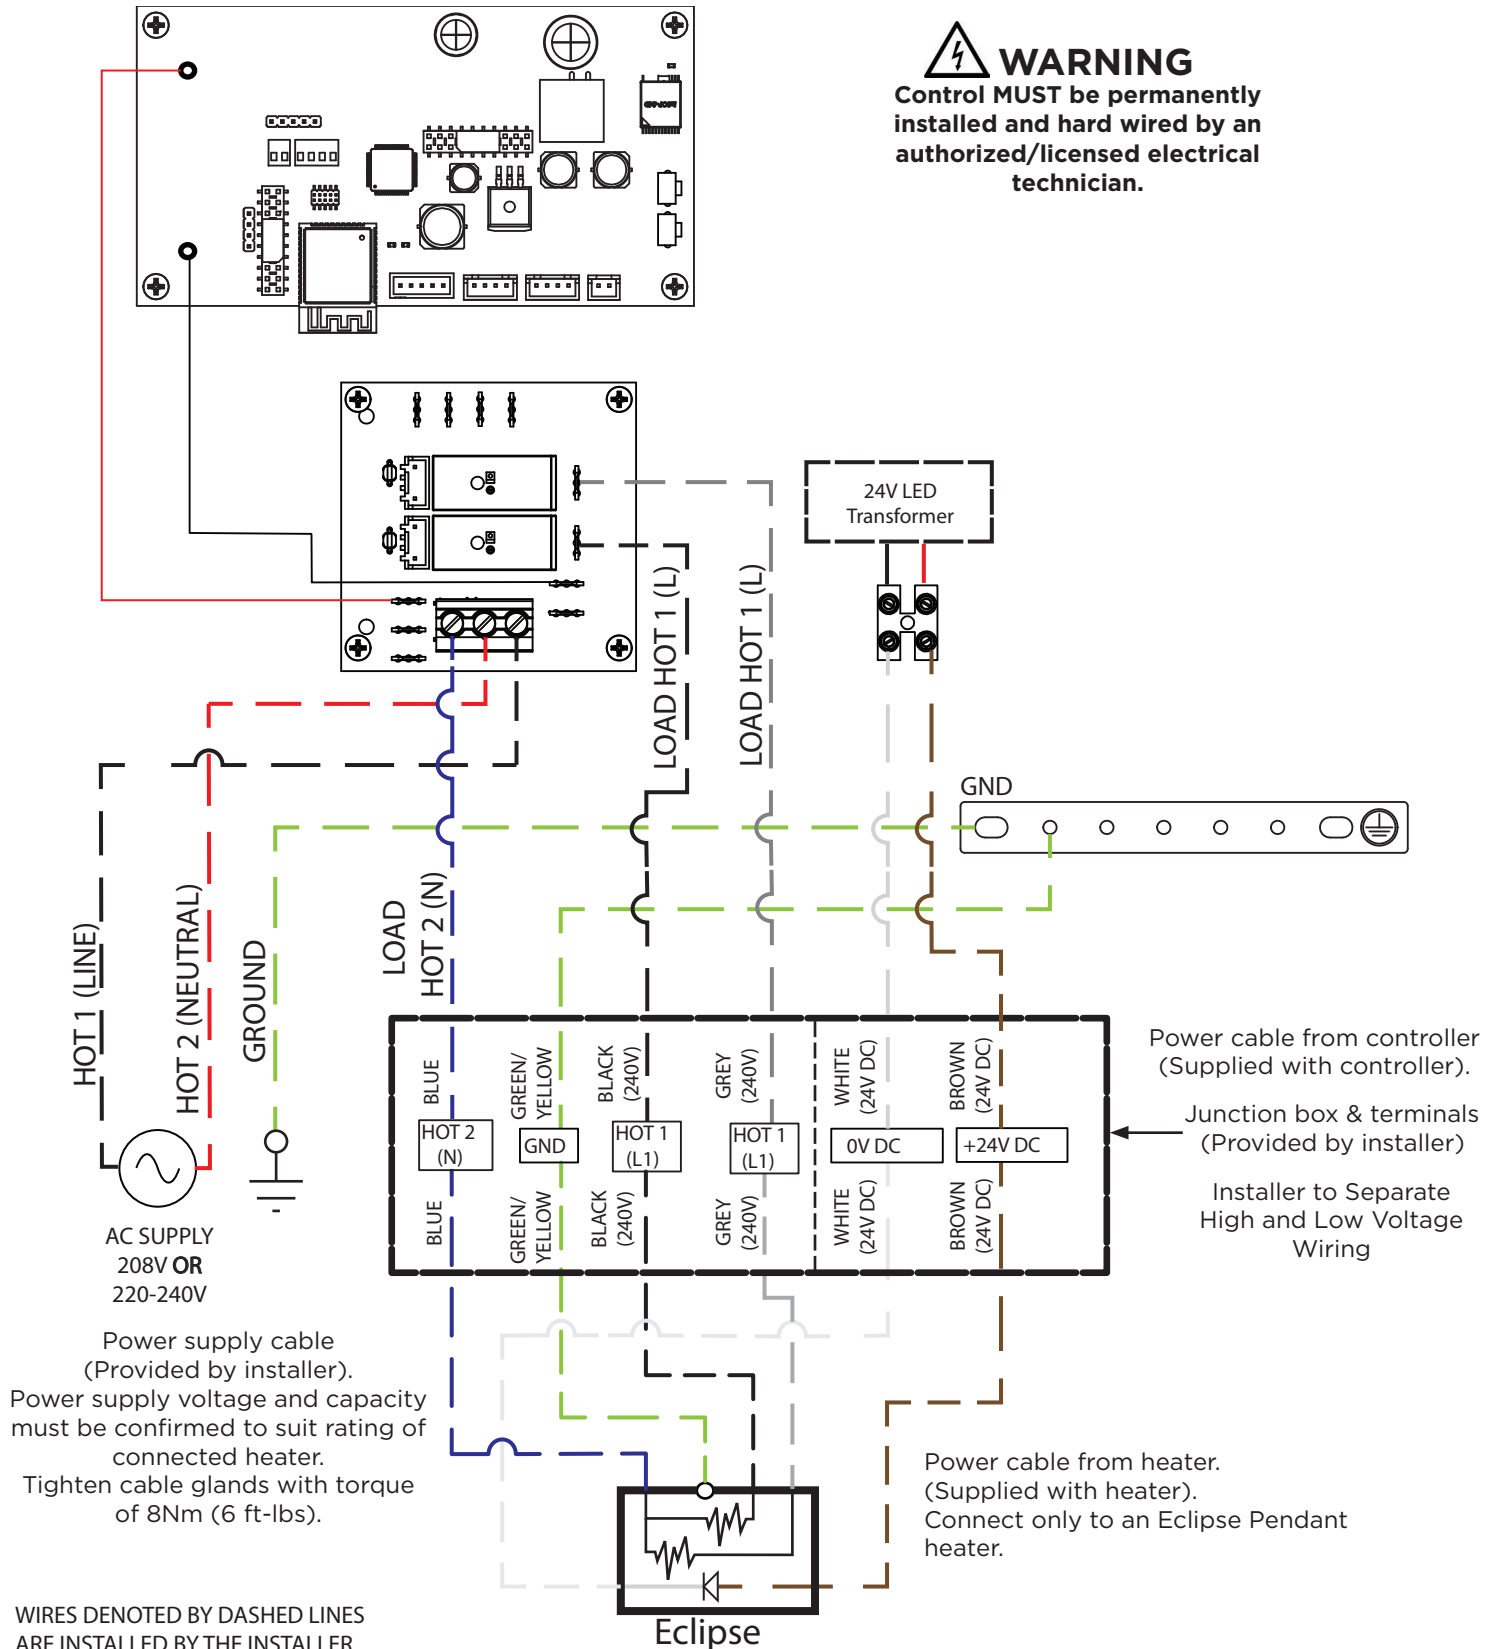 WARNING
Control MUST be permanently
installed and hard wired by an
authorized/licensed electrical
technician.
24V LED
Transformer
LOAD HOT 1 (L)
LOAD HOT 1 (L)
GND
HOT 1 (LINE)
HOT 2 (NEUTRAL)
GROUND
LOAD
HOT 2 (N)
BLUE
GREEN/
YELLOW
BLACK
(240V)
GREY
(240V)
WHITE
(24V DC)
BROWN
(24V DC)
HOT 2
(N)
GND
HOT 1
(L1)
HOT 1
(L1)
0V DC
+24V DC
BLUE
GREEN/
YELLOW
BLACK
(240V)
GREY
(240V)
WHITE
(24V DC)
BROWN
(24V DC)
Power cable from controller
(Supplied with controller).
Junction box & terminals
(Provided by installer)
Installer to Separate
High and Low Voltage
Wiring
AC SUPPLY
208V OR
220-240V
Power supply cable
(Provided by installer).
Power supply voltage and capacity
must be confirmed to suit rating of
connected heater.
Tighten cable glands with torque
of 8Nm (6 ft-lbs).
Power cable from heater.
(Supplied with heater).
Connect only to an Eclipse Pendant
heater.
Eclipse
WIRES DENOTED BY DASHED LINES
ARE INSTALLED BY THE INSTALLER